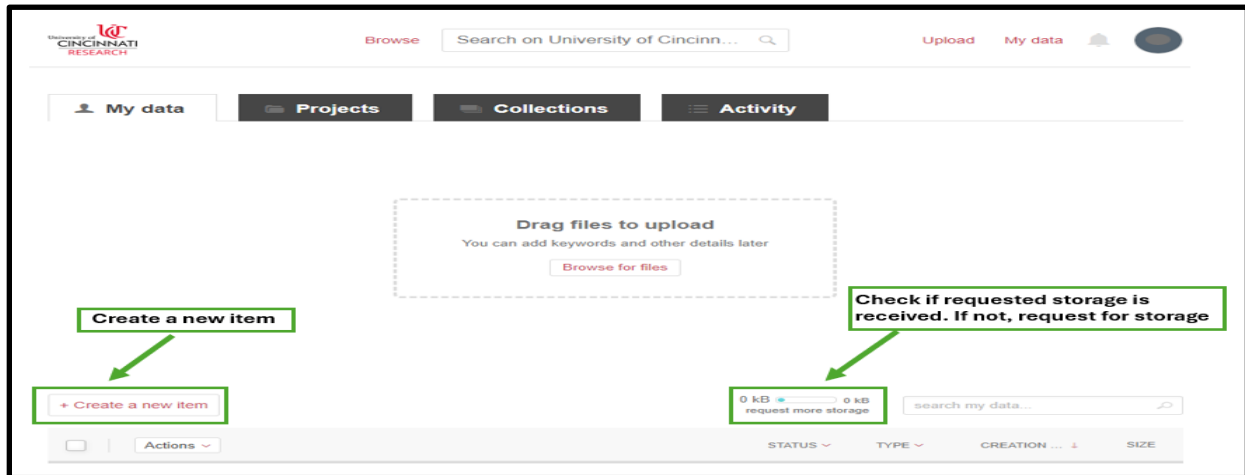 University of
CINCINNATI
RESEARCH
Browse
Search on University of Cincinn...
Upload
My data
My data
Projects
Collections
Activity
Drag files to upload
You can add keywords and other details later
Browse for files
Create a new item
Check if requested storage is
received. If not, request for storage
+ Create a new item
0 kB
0 kB
request more storage
search my data...
Actions
STATUS
TYPE
CREATION ...
SIZE